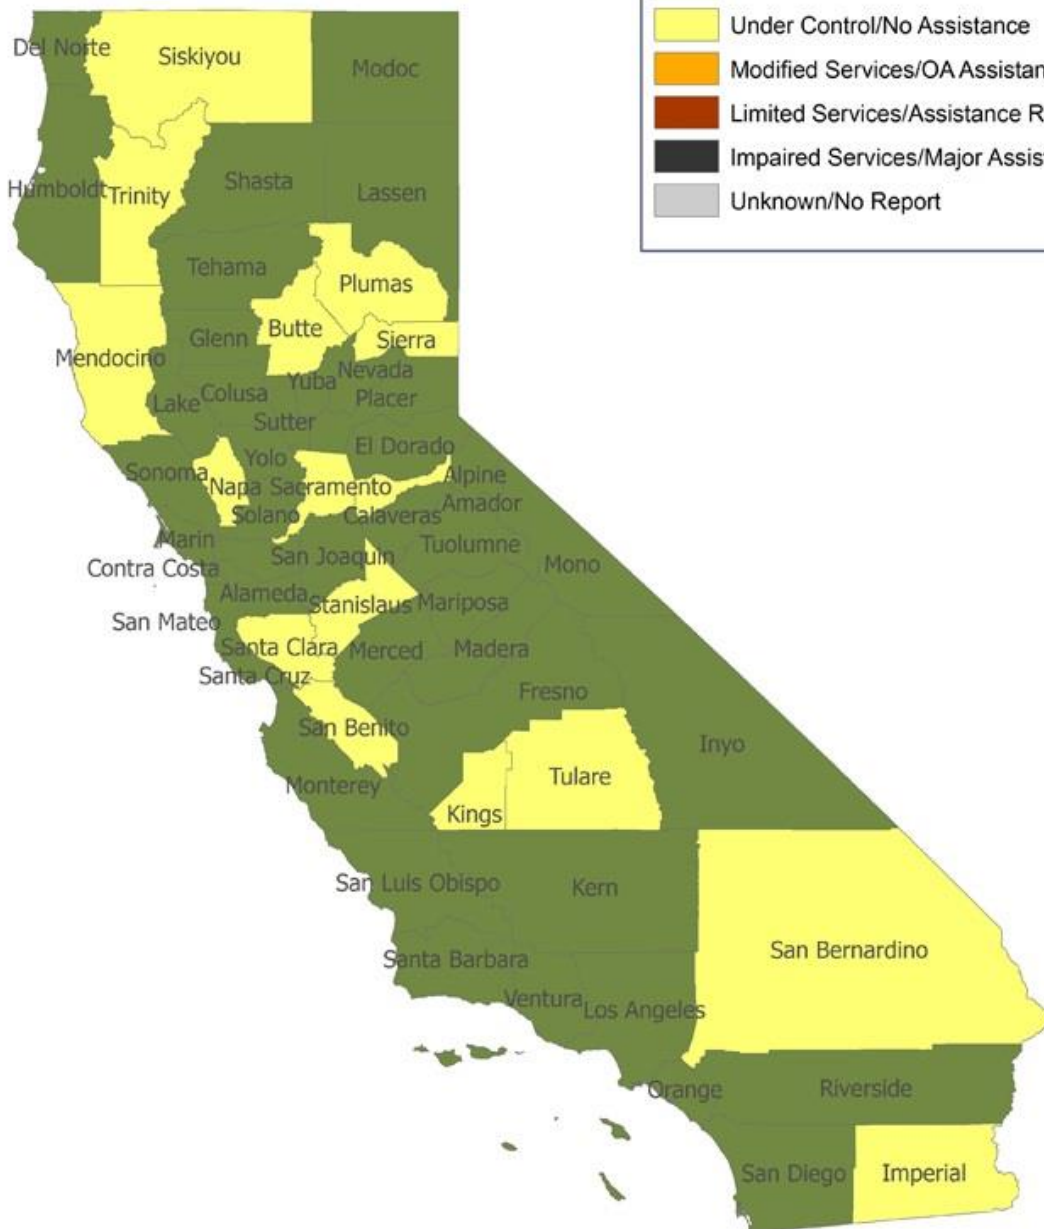 Under Control/No Assistance
Modified Services/OA Assistan
Limited Services/Assistance R
Impaired Services/Major Assis
Unknown/No Report
Del Norte
Siskiyou
Modoc
Humboldt
Trinity
Shasta
Lassen
Tehama
Plumas
Glenn
Butte
Sierra
Mendocino
Nevada
Yuba
Colusa
Placer
Lake
Sutter
El Dorado
Sonoma
Yolo
Alpine
Napa
Sacramento
Amador
Solano
Calaveras
Marin
Tuolumne
San Joaquin
Mono
Contra Costa
Alameda
Stanislaus
Mariposa
San Mateo
Santa Clara
Merced
Madera
Santa Cruz
Fresno
San Benito
Inyo
Monterey
Tulare
Kings
San Luis Obispo
Kern
San Bernardino
Santa Barbara
Ventura
Los Angeles
Orange
Riverside
San Diego
Imperial